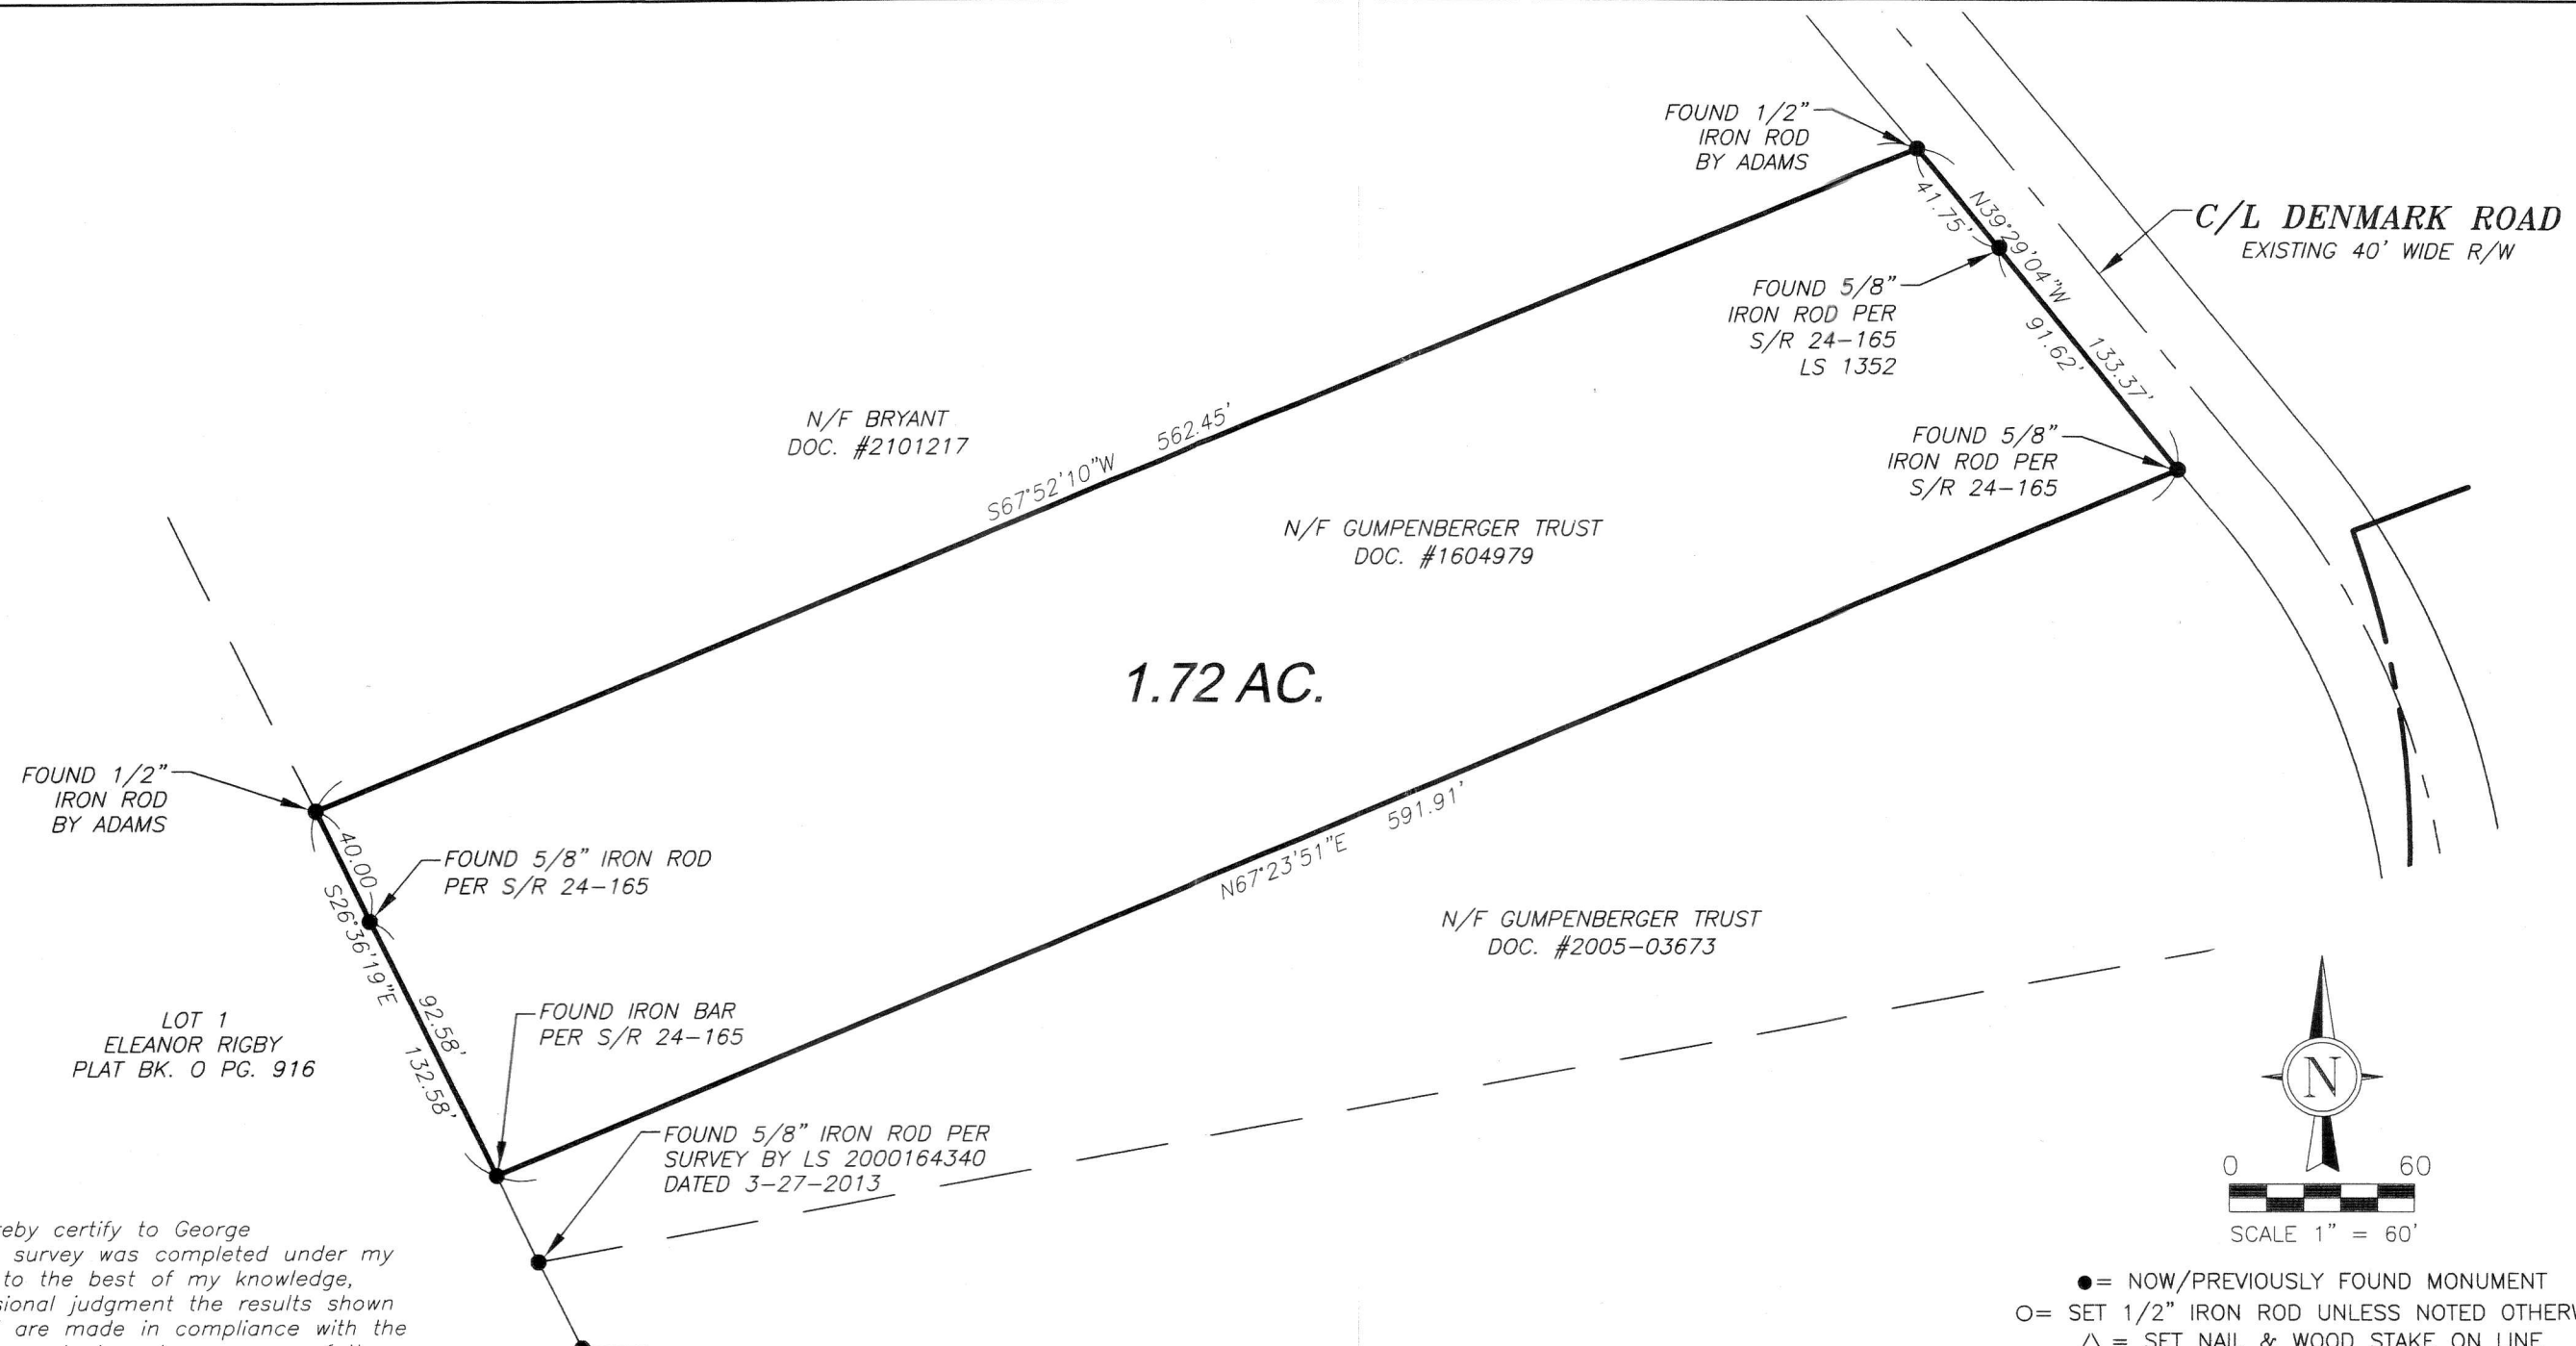 FOUND 1/2"
IRON ROD
BY ADAMS
41.75'
N39°29'04"W
C/L DENMARK ROAD
EXISTING 40' WIDE R/W
FOUND 5/8"
IRON ROD PER
S/R 24-165
LS 1352
91.62'
133.37'
N/F BRYANT
DOC. #2101217
S67°52'10"W
562.45'
FOUND 5/8"
IRON ROD PER
S/R 24-165
N/F GUMPENBERGER TRUST
DOC. #1604979
1.72 AC.
FOUND 1/2"
IRON ROD
BY ADAMS
40.00
FOUND 5/8" IRON ROD
PER S/R 24-165
S26°36'19"E
N67°23'51"E
591.91'
N/F GUMPENBERGER TRUST
DOC. #2005-03673
LOT 1
ELEANOR RIGBY
PLAT BK. O PG. 916
92.58'
132.58'
FOUND IRON BAR
PER S/R 24-165
FOUND 5/8" IRON ROD PER
SURVEY BY LS 2000164340
DATED 3-27-2013
N
0 60
SCALE 1" = 60'
eby certify to George
survey was completed under my
to the best of my knowledge,
sional judgment the results shown
are made in compliance with the
●= NOW/PREVIOUSLY FOUND MONUMENT
O= SET 1/2" IRON ROD UNLESS NOTED OTHERW
△ = SET NAIL & WOOD STAKE ON LINE